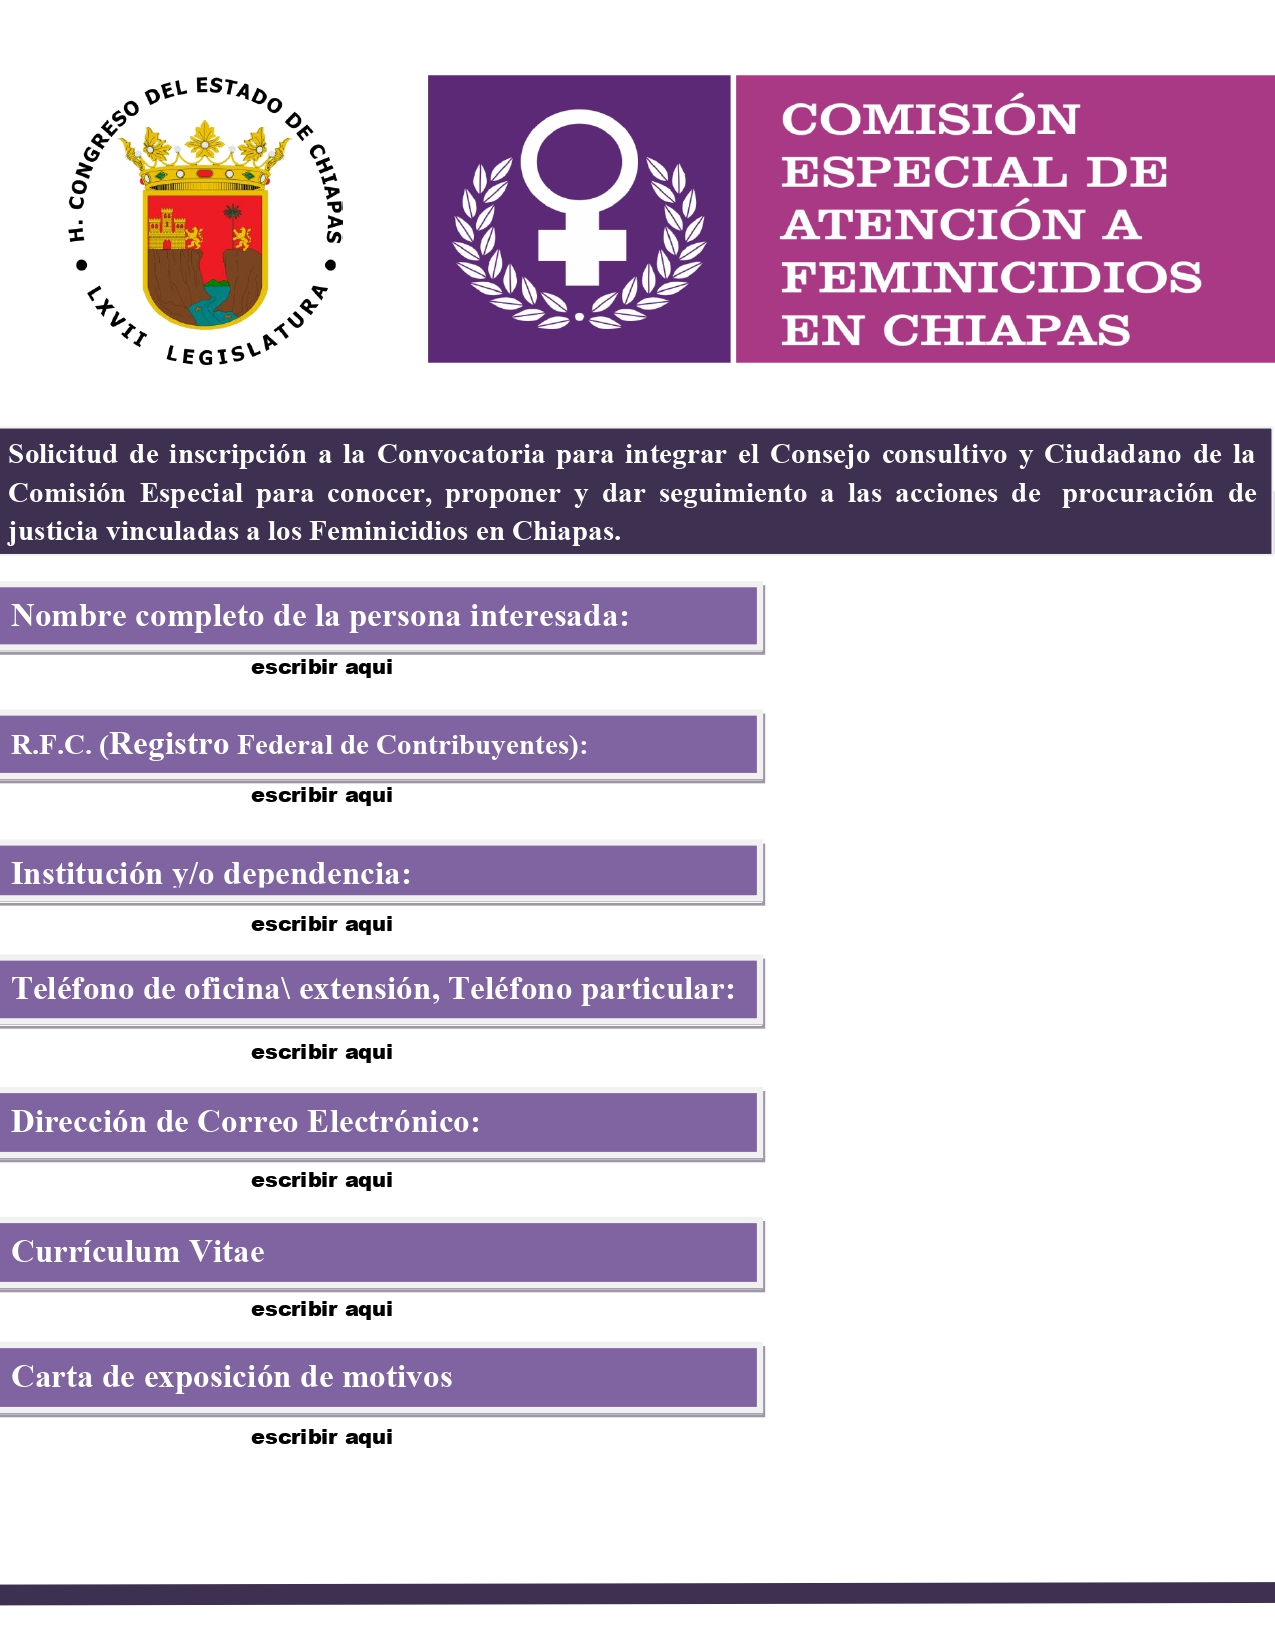 H. CONGRESO DEL ESTADO DE CHIAPAS
LXVII LEGISLATURA
COMISIÓN
ESPECIAL DE
ATENCIÓN A
FEMINICIDIOS
EN CHIAPAS
Solicitud de inscripción a la Convocatoria para integrar el Consejo consultivo y Ciudadano de la
Comisión Especial para conocer, proponer y dar seguimiento a las acciones de procuración de
justicia vinculadas a los Feminicidios en Chiapas.
Nombre completo de la persona interesada:
escribir aqui
R.F.C. (Registro Federal de Contribuyentes):
escribir aqui
Institución y/o dependencia:
escribir aqui
Teléfono de oficina\ extensión, Teléfono particular:
escribir aqui
Dirección de Correo Electrónico:
escribir aqui
Currículum Vitae
escribir aqui
Carta de exposición de motivos
escribir aqui